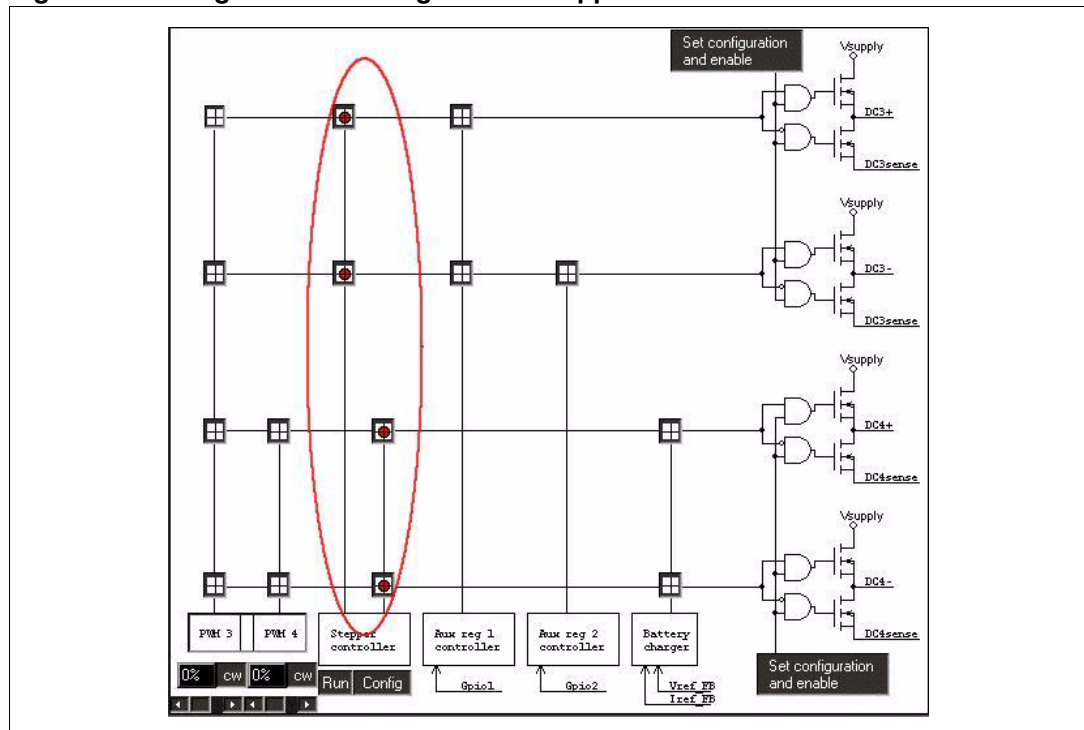 Set configuration
and enable
Vsupply
DC3+
DC3sense
Vsupply
DC3-
DC3sense
Vsupply
DC4+
DC4sense
Vsupply
DC4-
DC4sense
PWM 3
PWM 4
Stepper
controller
Aux reg 1
controller
Aux reg 2
controller
Battery
charger
Set configuration
and enable
0%
cw
0%
cw
Run
Config
Gpio1
Gpio2
Vref_FB
Iref_FB